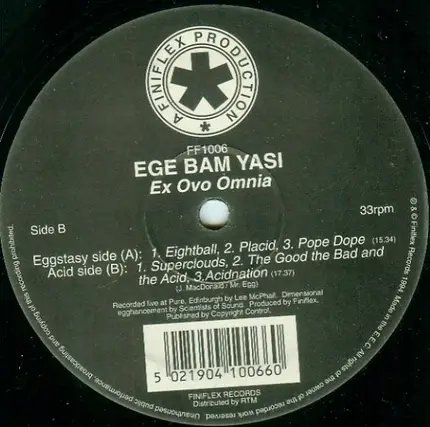 A FINIFLEX PRODUCTION
FF1006
EGE BAM YASI
Ex Ovo Omnia
Side B
33rpm
Eggstasy side (A): 1. Eightball, 2. Placid, 3. Pope Dope (15.34)
Acid side (B): 1. Superclouds, 2. The Good the Bad and
the Acid, 3.Acidnation (17.37)
(J. MacDonald / Mr. Egg)
Recorded live at Pure, Edinburgh by Lee McPhail. Dimensional
egghancement by Scientists of Sound. Produced by Finiflex.
Published by Copyright Control.
5 021904 100660
FINIFLEX RECORDS
Distributed by RTM
℗ & © Finiflex Records 1994 Made in the E.E.C. All rights of the owner of the recorded work reserved. Unauthorised public performance, broadcasting and copying of this recording prohibited.